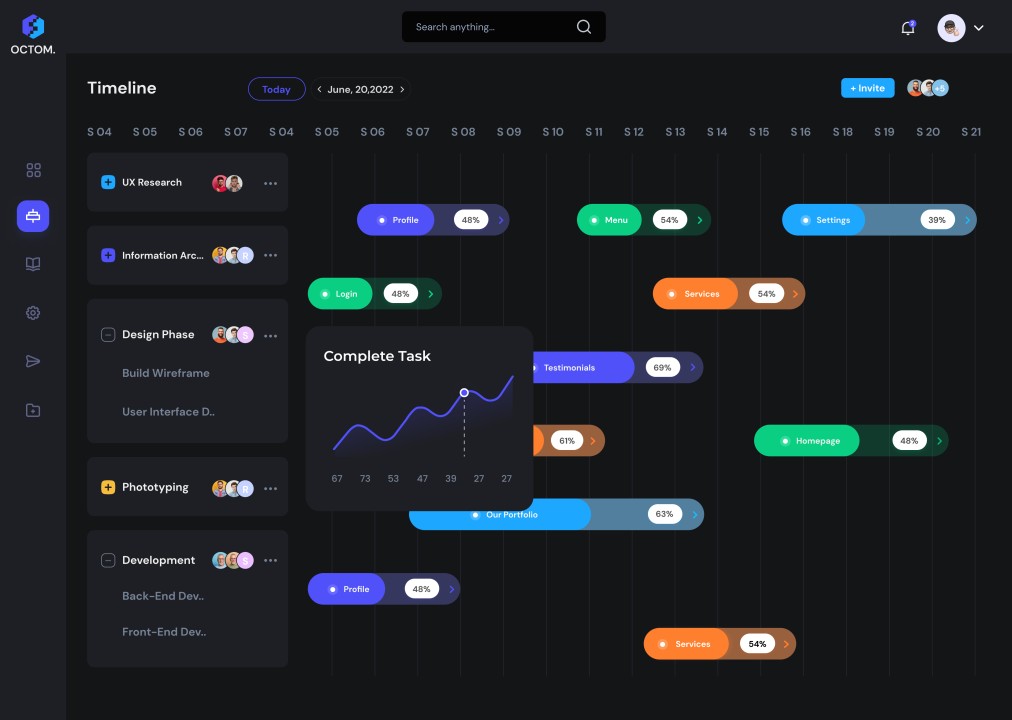 OCTOM.
Search anything...
2
Timeline
Today
< June, 20,2022 >
+ Invite
+5
S 04 S 05 S 06 S 07 S 04 S 05 S 06 S 07 S 08 S 09 S 10 S 11 S 12 S 13 S 14 S 15 S 16 S 18 S 19 S 20 S 21
UX Research
Profile 48%
Menu 54%
Settings 39%
Information Arc... R
Login 48%
Services 54%
Design Phase S
Build Wireframe
User Interface D..
Complete Task
67 73 53 47 39 27 27
Testimonials 69%
61%
Homepage 48%
Phototyping R
Our Portfolio 63%
Development S
Back-End Dev..
Front-End Dev..
Profile 48%
Services 54%